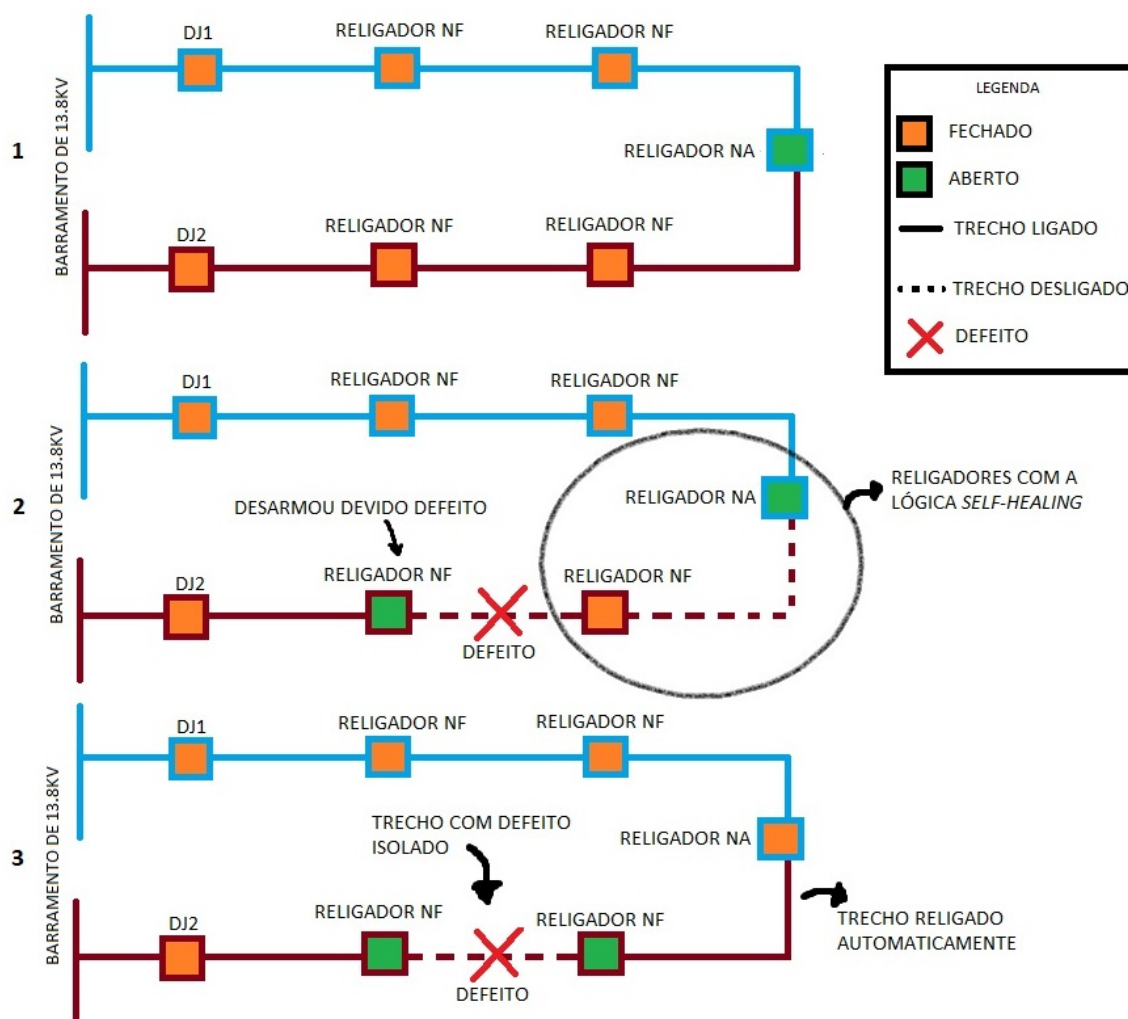 DJ1
RELIGADOR NF
RELIGADOR NF
LEGENDA
FECHADO
ABERTO
TRECHO LIGADO
TRECHO DESLIGADO
DEFEITO
1
BARRAMENTO DE 13.8KV
RELIGADOR NA
DJ2
RELIGADOR NF
RELIGADOR NF
2
BARRAMENTO DE 13.8KV
DJ1
RELIGADOR NF
RELIGADOR NF
RELIGADOR NA
RELIGADORES COM A
LÓGICA SELF-HEALING
DESARMOU DEVIDO DEFEITO
DJ2
RELIGADOR NF
RELIGADOR NF
DEFEITO
3
BARRAMENTO DE 13.8KV
DJ1
RELIGADOR NF
RELIGADOR NF
RELIGADOR NA
TRECHO COM DEFEITO
ISOLADO
DJ2
RELIGADOR NF
RELIGADOR NF
DEFEITO
TRECHO RELIGADO
AUTOMATICAMENTE